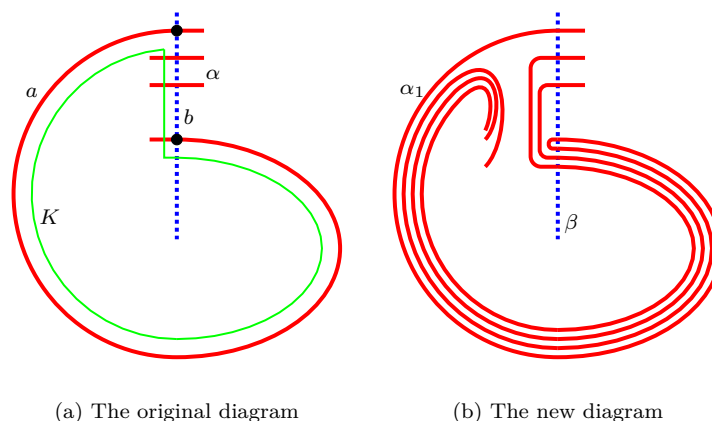 a
α
b
K
(a) The original diagram
α₁
β
(b) The new diagram